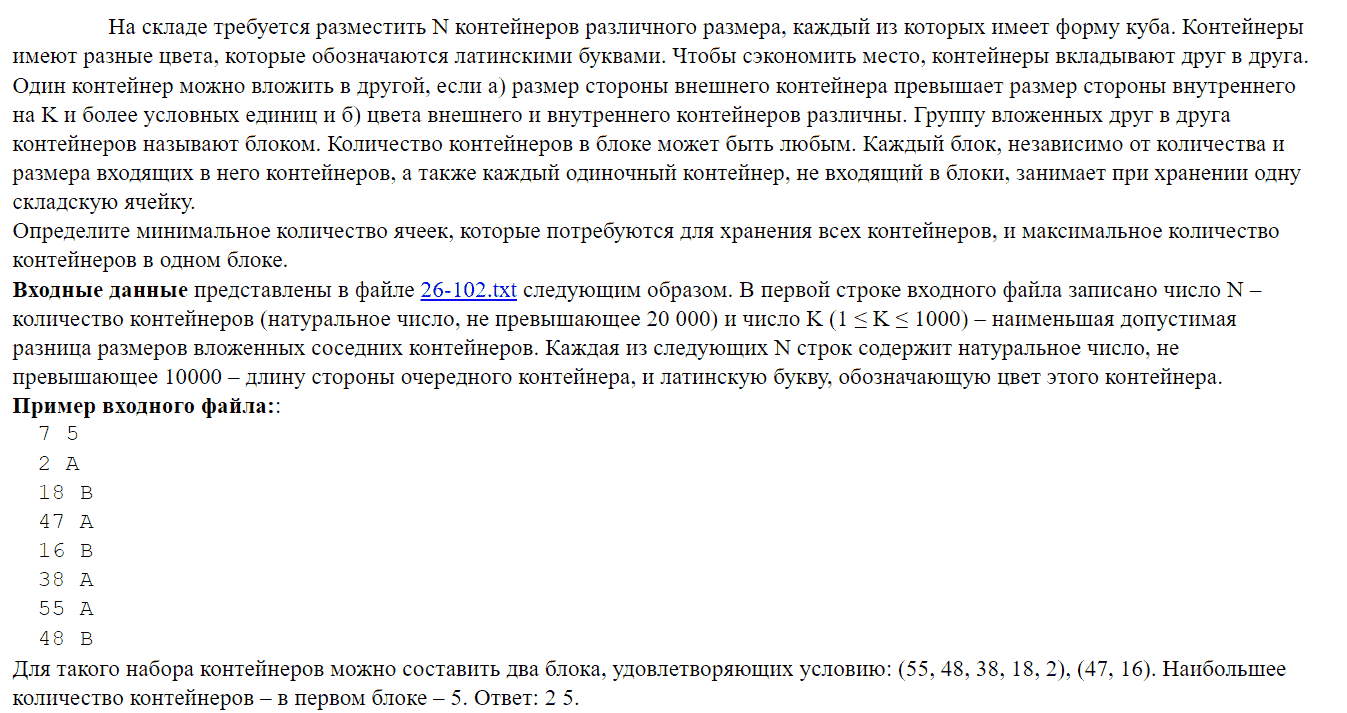 На складе требуется разместить N контейнеров различного размера, каждый из которых имеет форму куба. Контейнеры
имеют разные цвета, которые обозначаются латинскими буквами. Чтобы сэкономить место, контейнеры вкладывают друг в друга.
Один контейнер можно вложить в другой, если а) размер стороны внешнего контейнера превышает размер стороны внутреннего
на K и более условных единиц и б) цвета внешнего и внутреннего контейнеров различны. Группу вложенных друг в друга
контейнеров называют блоком. Количество контейнеров в блоке может быть любым. Каждый блок, независимо от количества и
размера входящих в него контейнеров, а также каждый одиночный контейнер, не входящий в блоки, занимает при хранении одну
складскую ячейку.
Определите минимальное количество ячеек, которые потребуются для хранения всех контейнеров, и максимальное количество
контейнеров в одном блоке.
Входные данные представлены в файле 26-102.txt следующим образом. В первой строке входного файла записано число N –
количество контейнеров (натуральное число, не превышающее 20 000) и число K (1 ≤ K ≤ 1000) – наименьшая допустимая
разница размеров вложенных соседних контейнеров. Каждая из следующих N строк содержит натуральное число, не
превышающее 10000 – длину стороны очередного контейнера, и латинскую букву, обозначающую цвет этого контейнера.
Пример входного файла::
7 5
2 A
18 B
47 A
16 B
38 A
55 A
48 B
Для такого набора контейнеров можно составить два блока, удовлетворяющих условию: (55, 48, 38, 18, 2), (47, 16). Наибольшее
количество контейнеров – в первом блоке – 5. Ответ: 2 5.